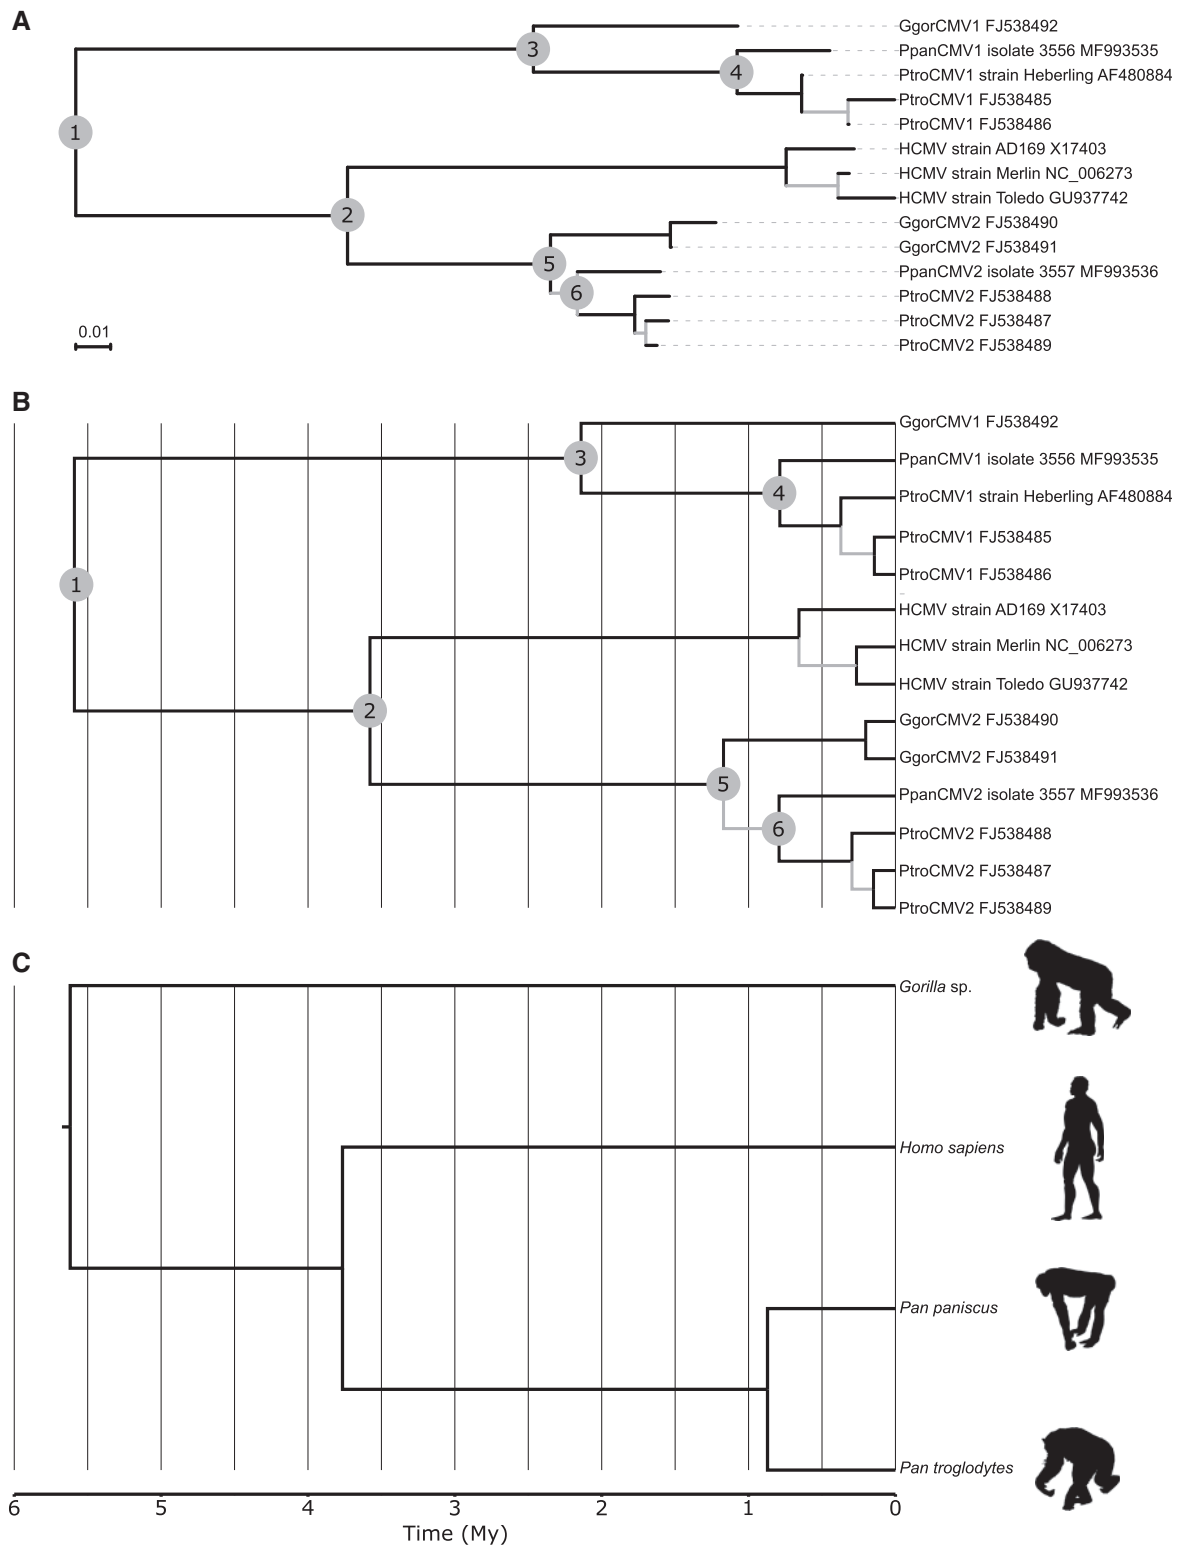 A
GgorCMV1 FJ538492
3
PpanCMV1 isolate 3556 MF993535
4
PtroCMV1 strain Heberling AF480884
PtroCMV1 FJ538485
PtroCMV1 FJ538486
1
HCMV strain AD169 X17403
HCMV strain Merlin NC_006273
HCMV strain Toledo GU937742
2
GgorCMV2 FJ538490
GgorCMV2 FJ538491
5
PpanCMV2 isolate 3557 MF993536
6
PtroCMV2 FJ538488
PtroCMV2 FJ538487
0.01
PtroCMV2 FJ538489
B
GgorCMV1 FJ538492
3
PpanCMV1 isolate 3556 MF993535
4
PtroCMV1 strain Heberling AF480884
PtroCMV1 FJ538485
PtroCMV1 FJ538486
1
HCMV strain AD169 X17403
HCMV strain Merlin NC_006273
HCMV strain Toledo GU937742
2
GgorCMV2 FJ538490
GgorCMV2 FJ538491
5
PpanCMV2 isolate 3557 MF993536
6
PtroCMV2 FJ538488
PtroCMV2 FJ538487
PtroCMV2 FJ538489
C
Gorilla sp.
Homo sapiens
Pan paniscus
Pan troglodytes
6 5 4 3 2 1 0
Time (My)